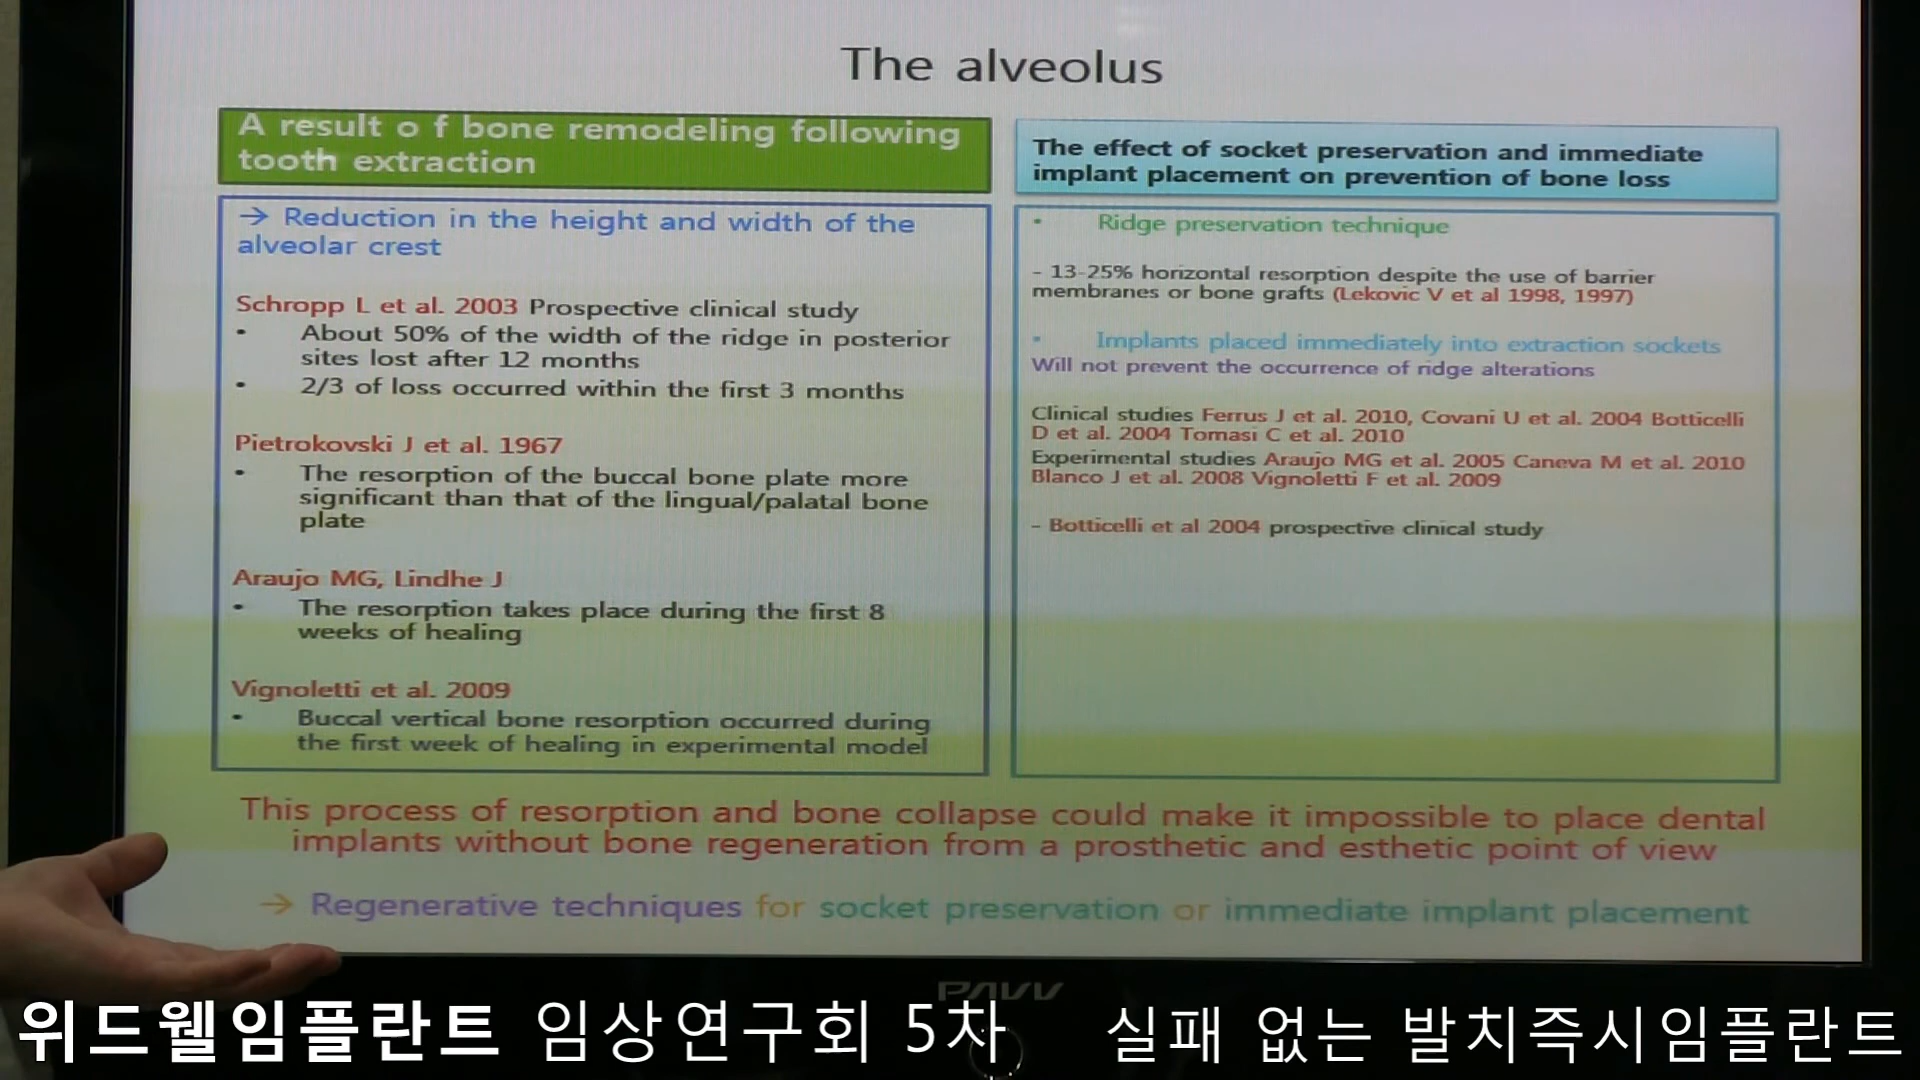 The alveolus
A result o f bone remodeling following
tooth extraction
→ Reduction in the height and width of the
alveolar crest
Schropp L et al. 2003 Prospective clinical study
• About 50% of the width of the ridge in posterior
sites lost after 12 months
• 2/3 of loss occurred within the first 3 months
Pietrokovski J et al. 1967
• The resorption of the buccal bone plate more
significant than that of the lingual/palatal bone
plate
Araujo MG, Lindhe J
• The resorption takes place during the first 8
weeks of healing
Vignoletti et al. 2009
• Buccal vertical bone resorption occurred during
the first week of healing in experimental model
The effect of socket preservation and immediate
implant placement on prevention of bone loss
• Ridge preservation technique
- 13-25% horizontal resorption despite the use of barrier
membranes or bone grafts (Lekovic V et al 1998, 1997)
• Implants placed immediately into extraction sockets
Will not prevent the occurrence of ridge alterations
Clinical studies Ferrus J et al. 2010, Covani U et al. 2004 Botticelli
D et al. 2004 Tomasi C et al. 2010
Experimental studies Araujo MG et al. 2005 Caneva M et al. 2010
Blanco J et al. 2008 Vignoletti F et al. 2009
- Botticelli et al 2004 prospective clinical study
This process of resorption and bone collapse could make it impossible to place dental
implants without bone regeneration from a prosthetic and esthetic point of view
→ Regenerative techniques for socket preservation or immediate implant placement
PAVV
위드웰임플란트 임상연구회 5차 실패 없는 발치즉시임플란트